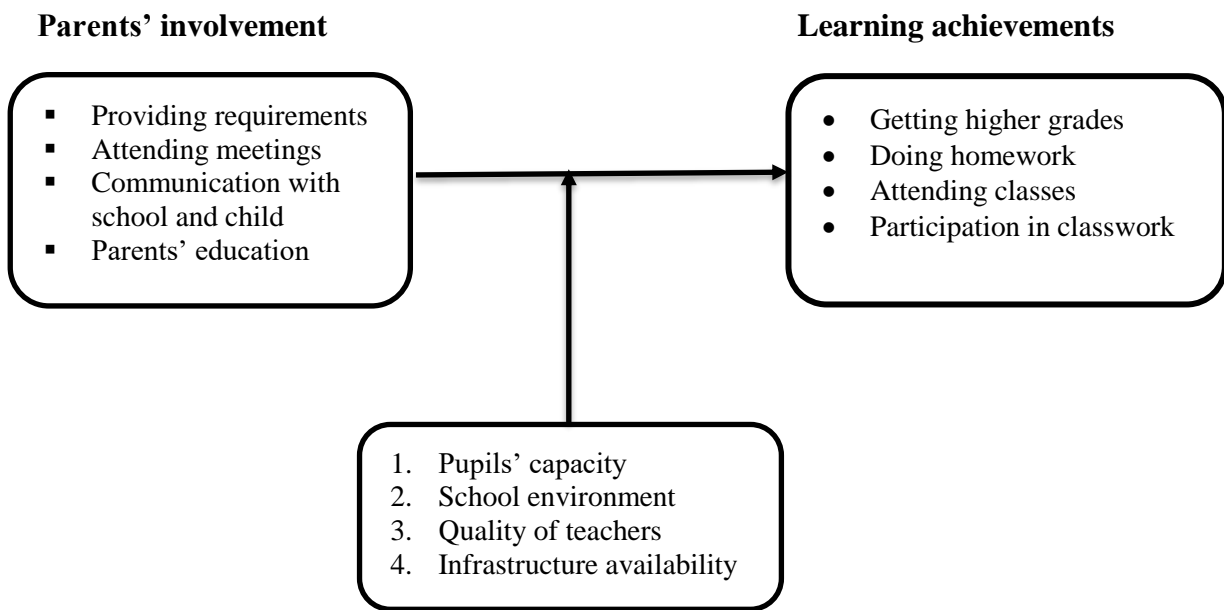 Parents’ involvement
▪ Providing requirements
▪ Attending meetings
▪ Communication with
school and child
▪ Parents’ education
Learning achievements
• Getting higher grades
• Doing homework
• Attending classes
• Participation in classwork
1. Pupils’ capacity
2. School environment
3. Quality of teachers
4. Infrastructure availability